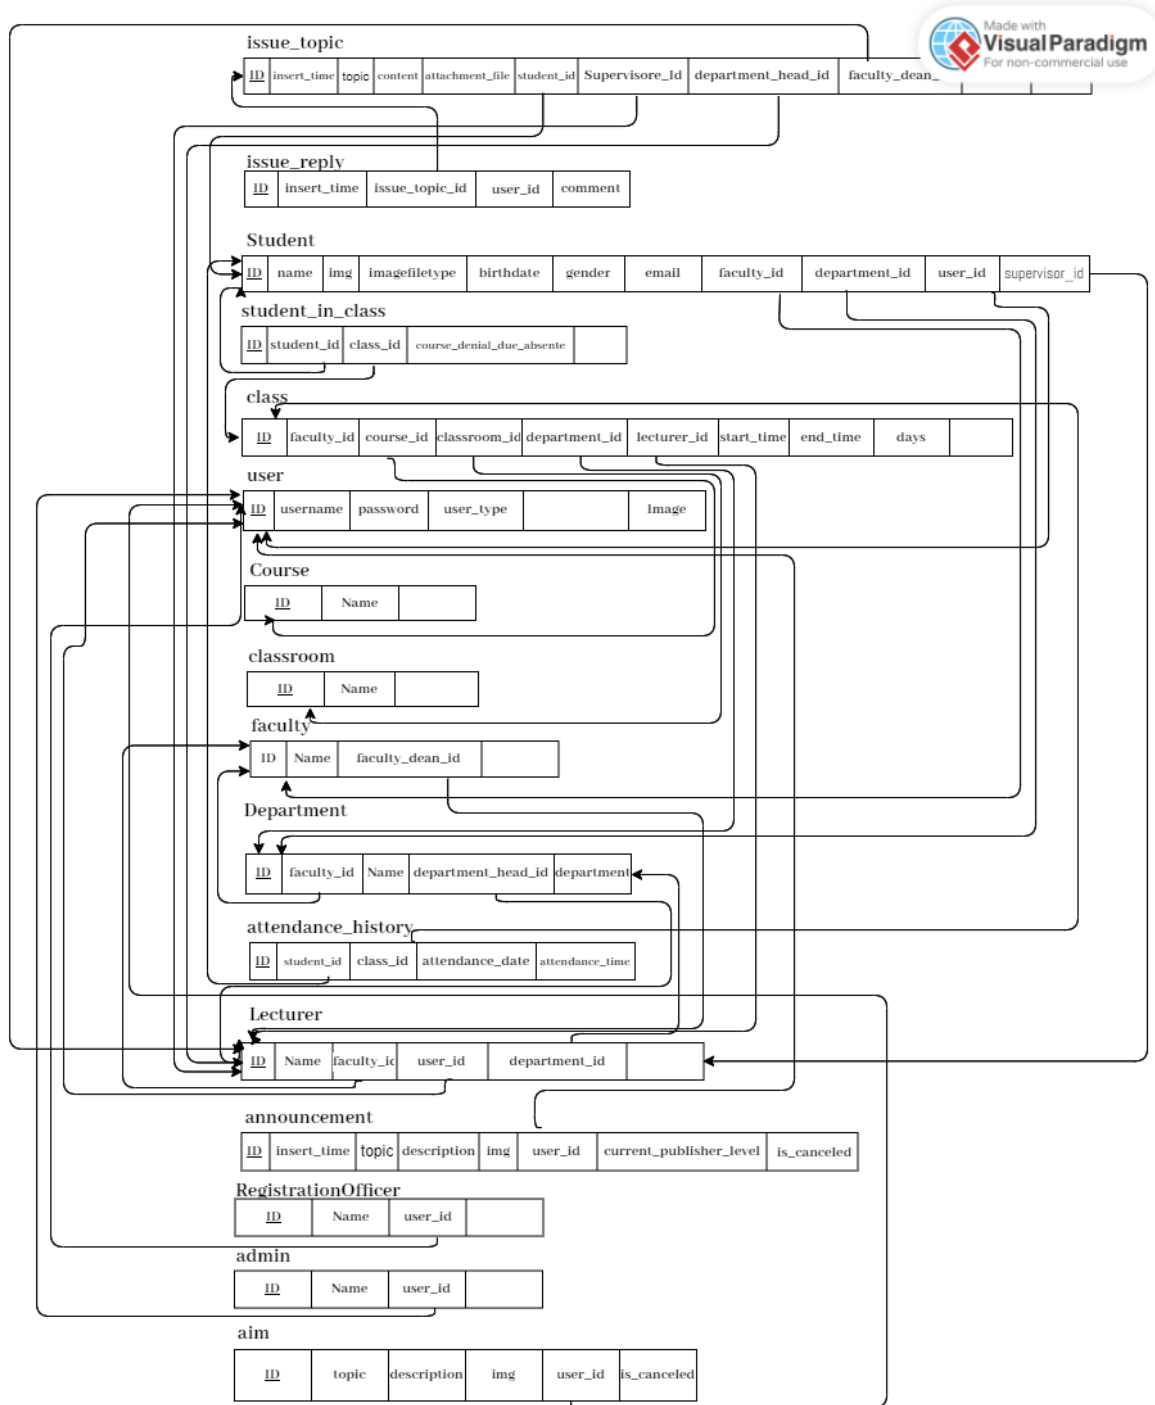 Made with
VisualParadigm
For non-commercial use
issue_topic
ID insert_time topic content attachment_file student_id Supervisore_Id department_head_id faculty_dean_
issue_reply
ID insert_time issue_topic_id user_id comment
Student
ID name img imagefiletype birthdate gender email faculty_id department_id user_id supervisor_id
student_in_class
ID student_id class_id course_denial_due_absente
class
ID faculty_id course_id classroom_id department_id lecturer_id start_time end_time days
user
ID username password user_type Image
Course
ID Name
classroom
ID Name
faculty
ID Name faculty_dean_id
Department
ID faculty_id Name department_head_id department
attendance_history
ID student_id class_id attendance_date attendance_time
Lecturer
ID Name faculty_id user_id department_id
announcement
ID insert_time topic description img user_id current_publisher_level is_canceled
RegistrationOfficer
ID Name user_id
admin
ID Name user_id
aim
ID topic description img user_id is_canceled